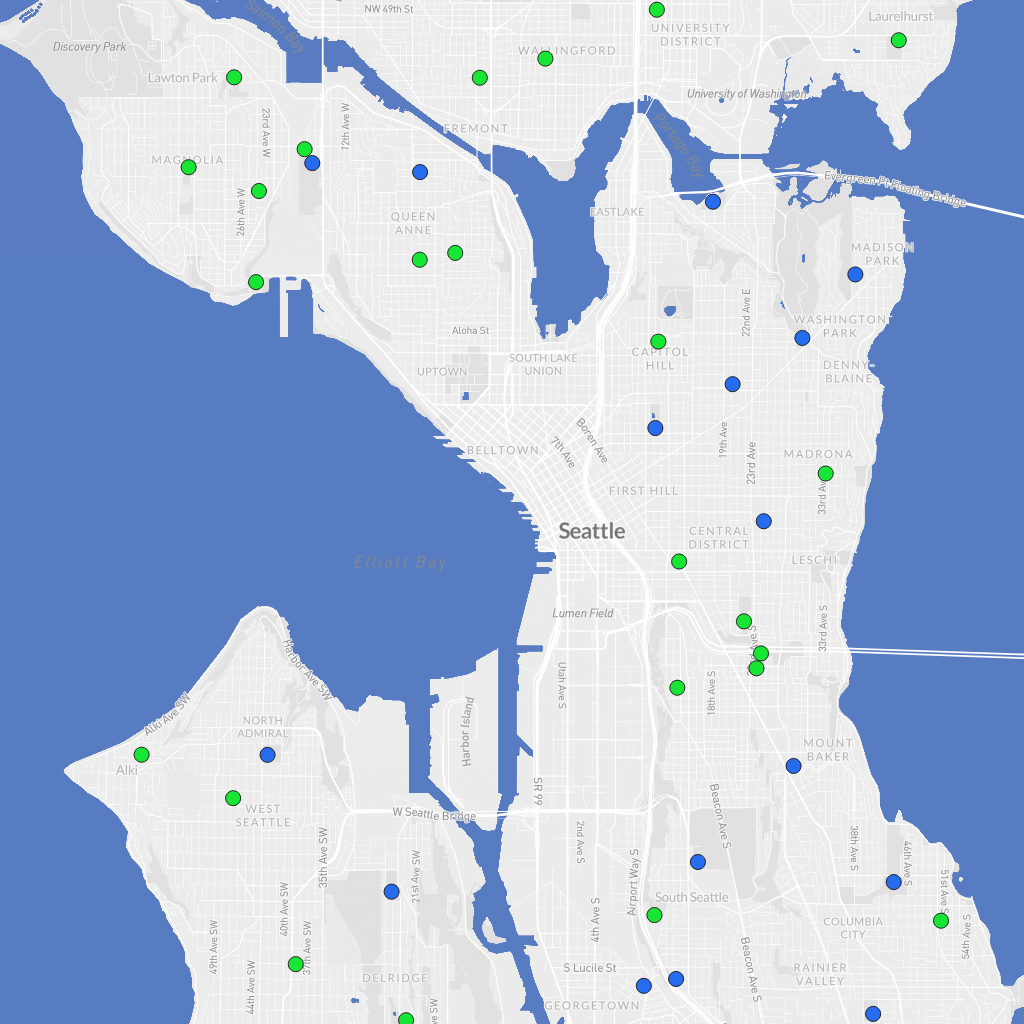 NW 49th St
Laurelhurst
Salmon Bay
UNIVERSITY
DISTRICT
Discovery Park
WALLINGFORD
Lawton Park
University of Washington
12th Ave W
23rd Ave W
FREMONT
Portage Bay
MAGNOLIA
Evergreen Pt Floating Bridge
26th Ave W
QUEEN
ANNE
EASTLAKE
MADISON
PARK
22nd Ave E
WASHINGTON
PARK
Aloha St
CAPITOL
HILL
SOUTH LAKE
UNION
UPTOWN
DENNY-
BLAINE
Boren Ave
7th Ave
19th Ave
23rd Ave
BELLTOWN
MADRONA
FIRST HILL
33rd Ave
Seattle
CENTRAL
DISTRICT
Elliott Bay
LESCHI
Lumen Field
33rd Ave S
Harbor Ave SW
Utah Ave S
18th Ave S
Alki Ave SW
NORTH
ADMIRAL
Harbor Island
MOUNT
BAKER
Alki
SR 99
WEST
SEATTLE
W Seattle Bridge
Beacon Ave S
2nd Ave S
38th Ave S
46th Ave S
35th Ave SW
21st Ave SW
Airport Way S
South Seattle
51st Ave S
40th Ave SW
4th Ave S
COLUMBIA
CITY
54th Ave S
49th Ave SW
37th Ave SW
Beacon Ave S
44th Ave SW
DELRIDGE
S Lucile St
RAINIER
VALLEY
GEORGETOWN